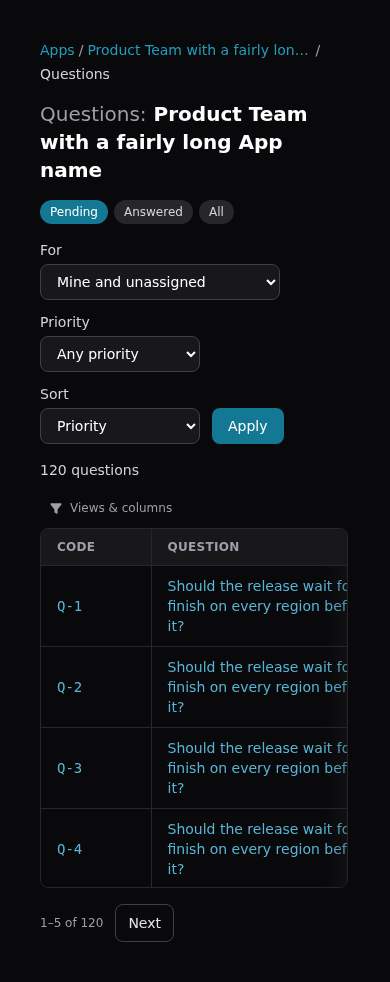 Apps / Product Team with a fairly lon… /
Questions
Questions: Product Team
with a fairly long App
name
Pending Answered All
For
Mine and unassigned
Priority
Any priority
Sort
Priority Apply
120 questions
Views & columns
CODE QUESTION
Q-1 Should the release wait fo
finish on every region bef
it?
Q-2 Should the release wait fo
finish on every region bef
it?
Q-3 Should the release wait fo
finish on every region bef
it?
Q-4 Should the release wait fo
finish on every region bef
it?
1–5 of 120 Next